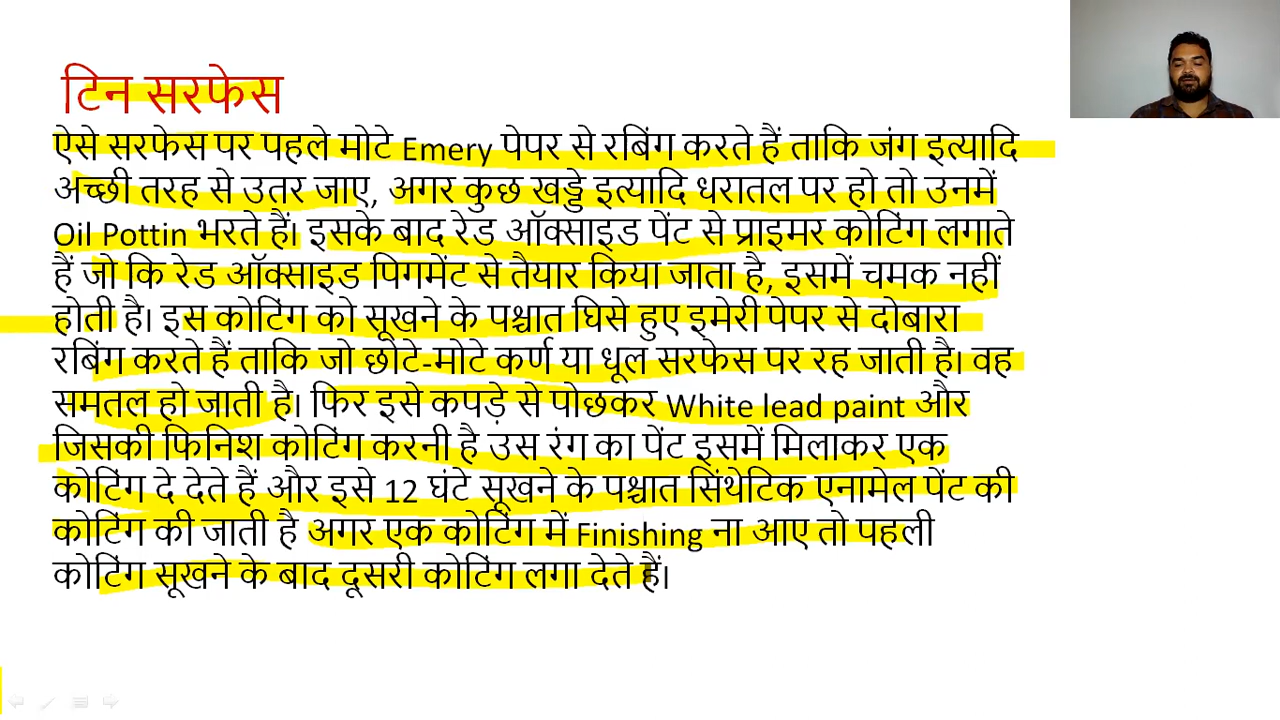 टिन सरफेस
ऐसे सरफेस पर पहले मोटे Emery पेपर से रबिंग करते हैं ताकि जंग इत्यादि
अच्छी तरह से उतर जाए, अगर कुछ खड्डे इत्यादि धरातल पर हो तो उनमें
Oil Pottin भरते हैं। इसके बाद रेड ऑक्साइड पेंट से प्राइमर कोटिंग लगाते
हैं जो कि रेड ऑक्साइड पिगमेंट से तैयार किया जाता है, इसमें चमक नहीं
होती है। इस कोटिंग को सूखने के पश्चात घिसे हुए इमेरी पेपर से दोबारा
रबिंग करते हैं ताकि जो छोटे-मोटे कर्ण या धूल सरफेस पर रह जाती है। वह
समतल हो जाती है। फिर इसे कपड़े से पोछकर White lead paint और
जिसकी फिनिश कोटिंग करनी है उस रंग का पेंट इसमें मिलाकर एक
कोटिंग दे देते हैं और इसे 12 घंटे सूखने के पश्चात सिंथेटिक एनामेल पेंट की
कोटिंग की जाती है अगर एक कोटिंग में Finishing ना आए तो पहली
कोटिंग सूखने के बाद दूसरी कोटिंग लगा देते हैं।